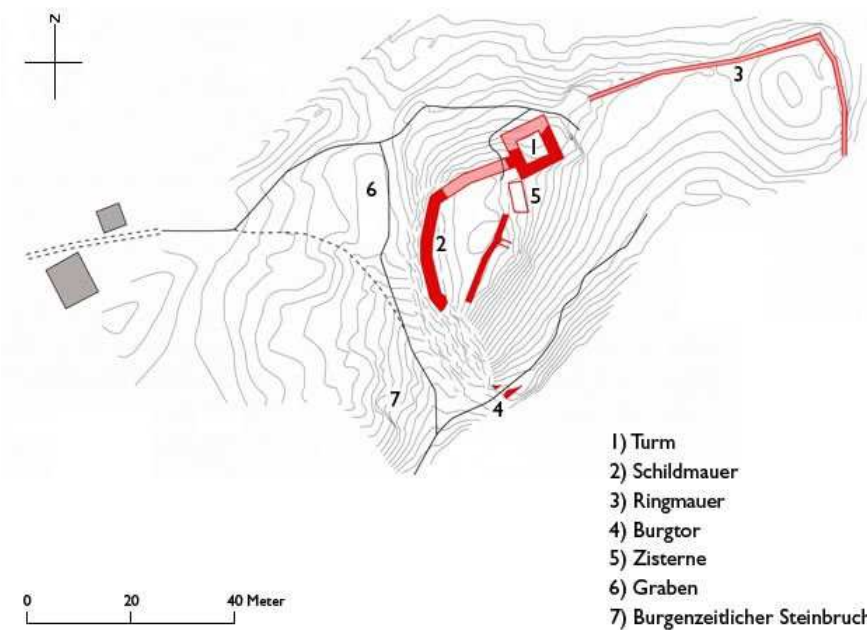 N
3
1
6
5
2
7
4
1) Turm
2) Schildmauer
3) Ringmauer
4) Burgtor
5) Zisterne
6) Graben
7) Burgenzeitlicher Steinbruch
0 20 40 Meter